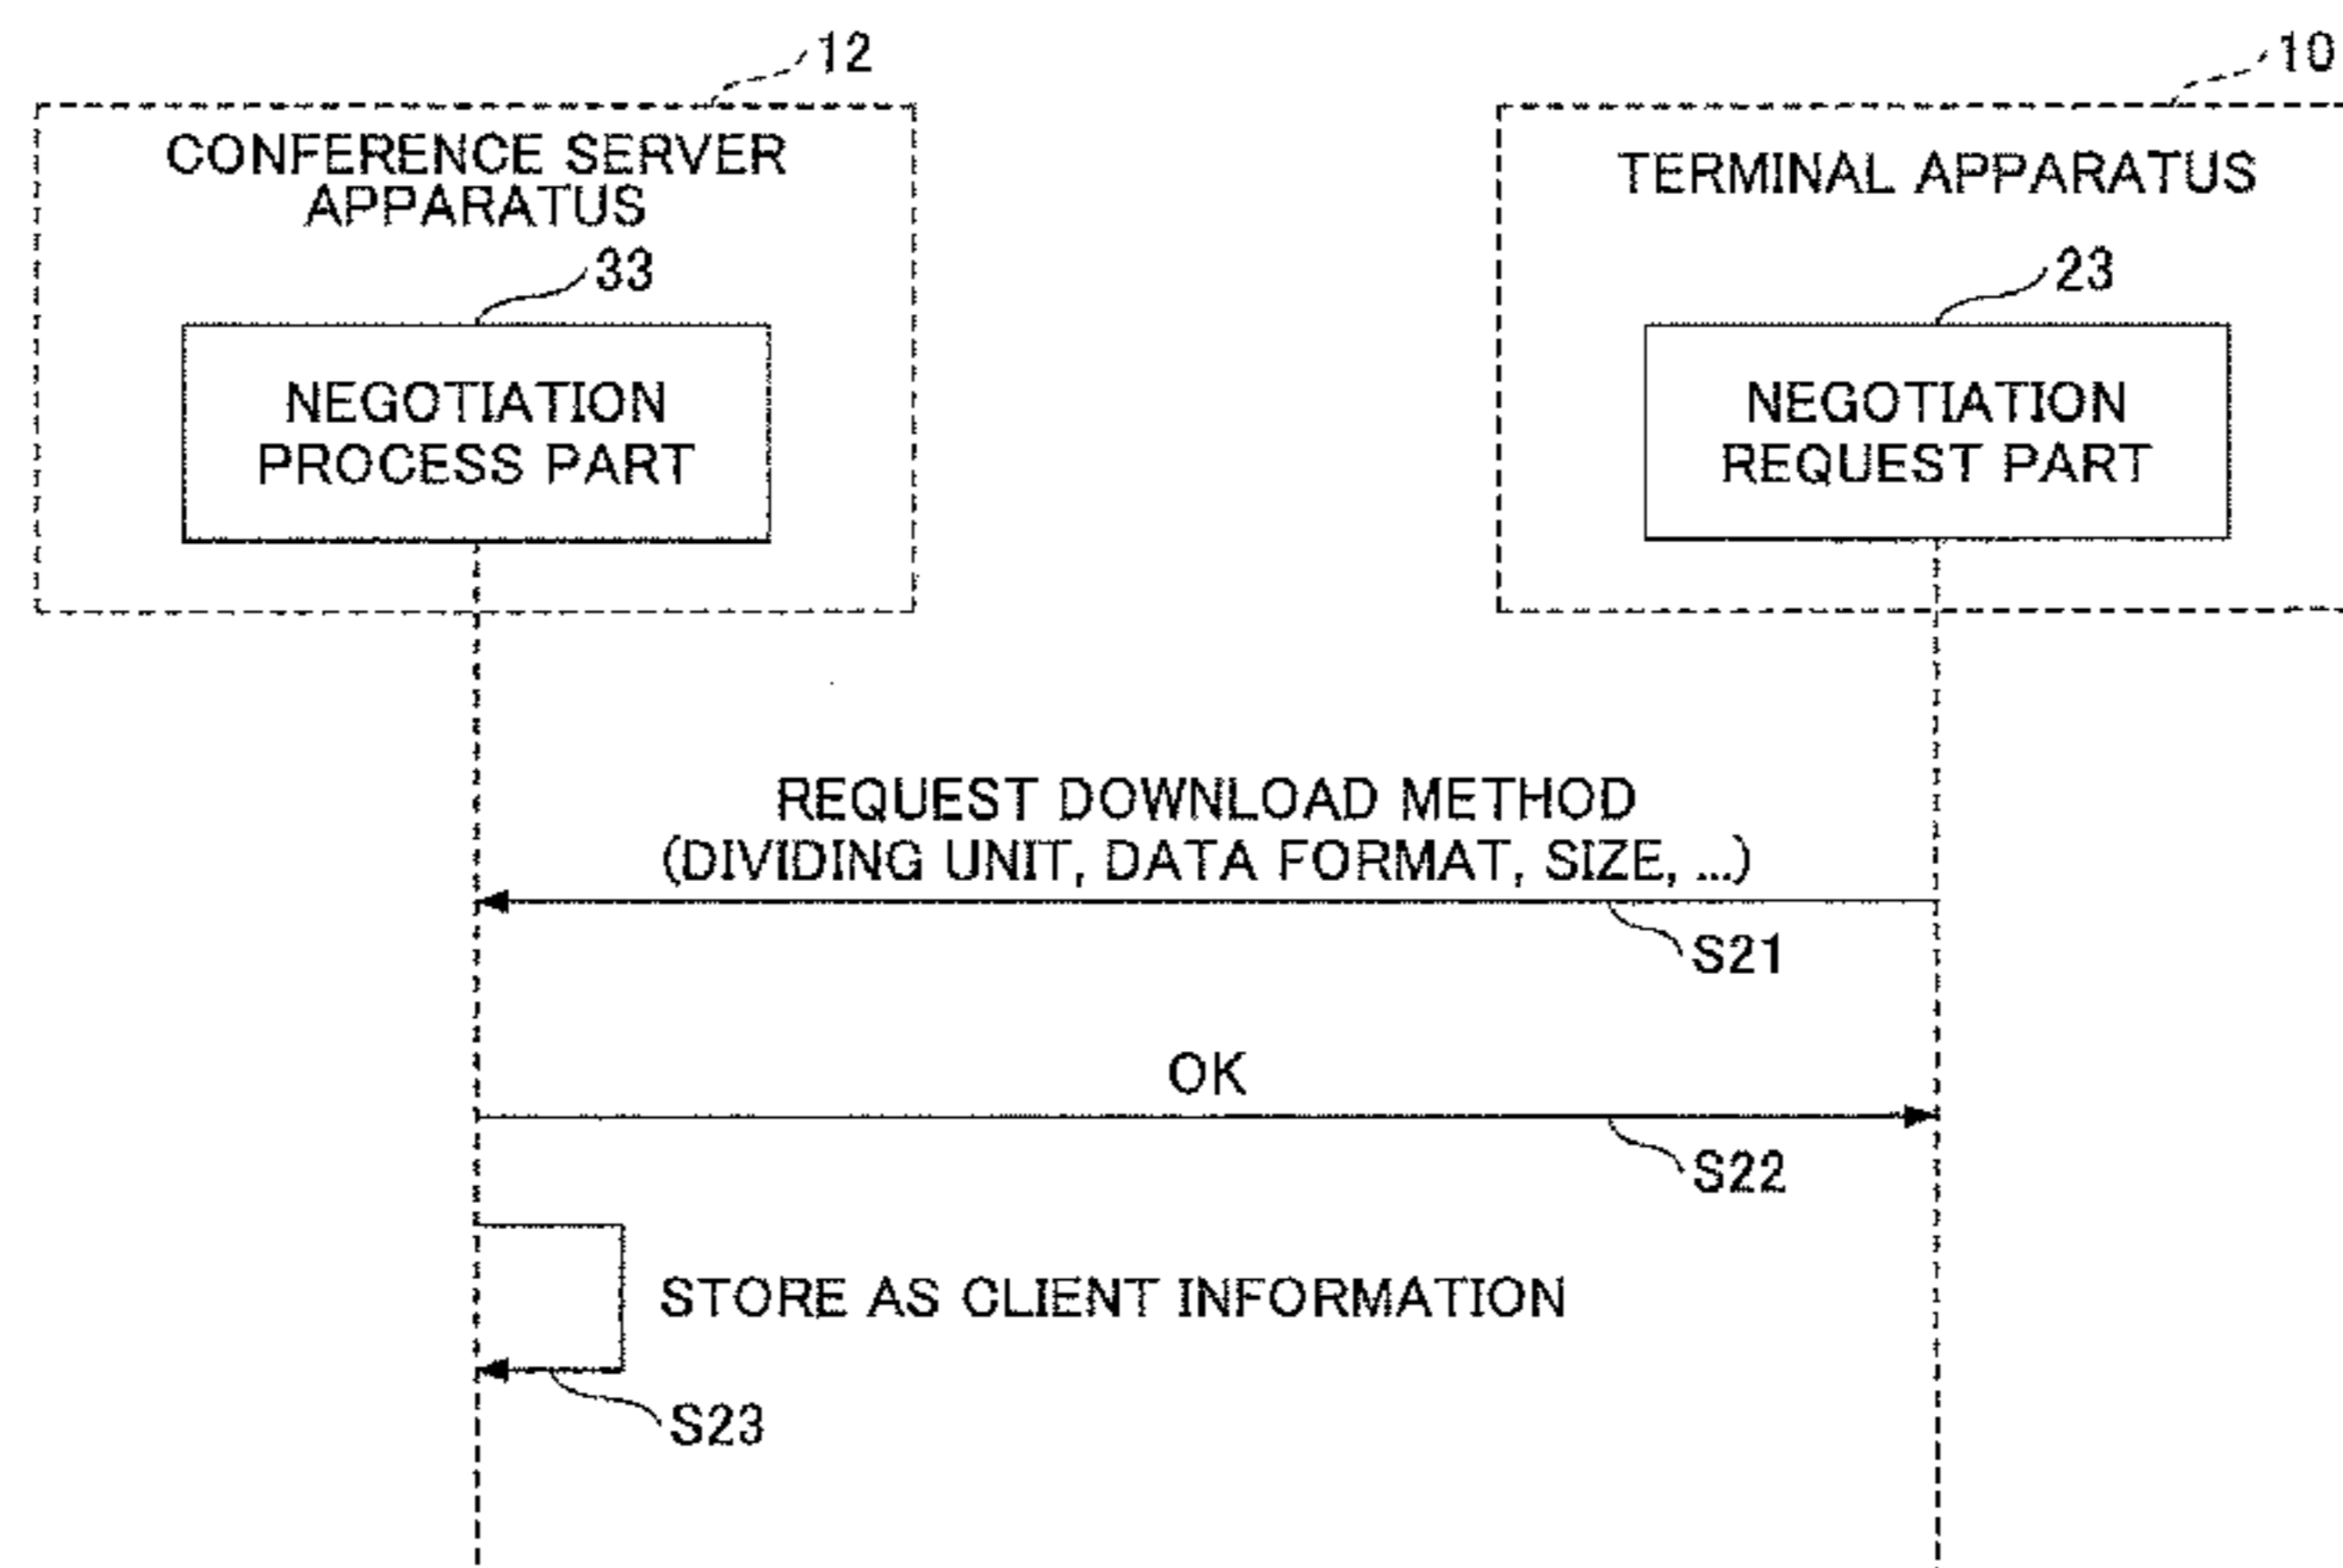 12
10
CONFERENCE SERVER
APPARATUS
TERMINAL APPARATUS
33
23
NEGOTIATION
PROCESS PART
NEGOTIATION
REQUEST PART
REQUEST DOWNLOAD METHOD
(DIVIDING UNIT, DATA FORMAT, SIZE, ...)
S21
OK
S22
STORE AS CLIENT INFORMATION
S23